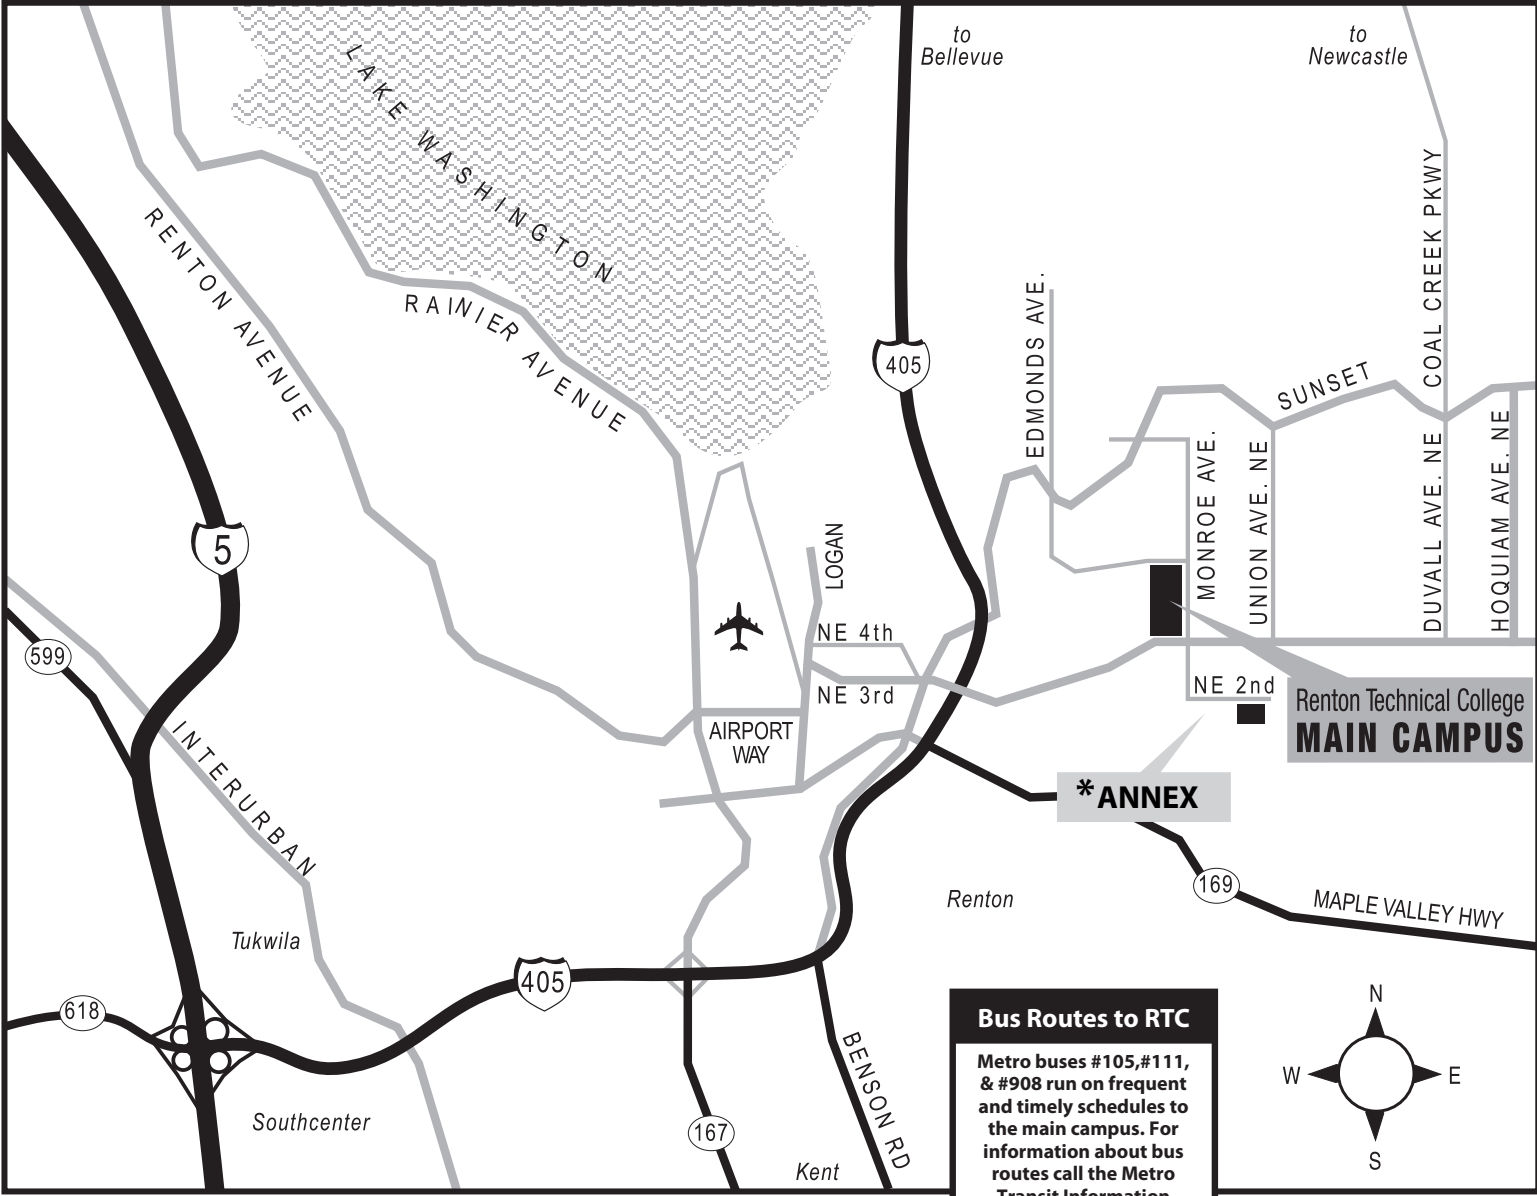 to
Bellevue
to
Newcastle
LAKE WASHINGTON
RENTON AVENUE
RAINIER AVENUE
405
EDMONDS AVE.
COAL CREEK PKWY
SUNSET
MONROE AVE.
UNION AVE. NE
DUVALL AVE. NE
HOQUIAM AVE. NE
5
LOGAN
NE 4th
NE 3rd
599
NE 2nd
Renton Technical College
MAIN CAMPUS
AIRPORT
WAY
INTERURBAN
*ANNEX
169
MAPLE VALLEY HWY
Renton
Tukwila
405
618
Southcenter
167
BENSON RD
Kent
Bus Routes to RTC
Metro buses #105,#111,
& #908 run on frequent
and timely schedules to
the main campus. For
information about bus
routes call the Metro
Transit Information
N
W
E
S